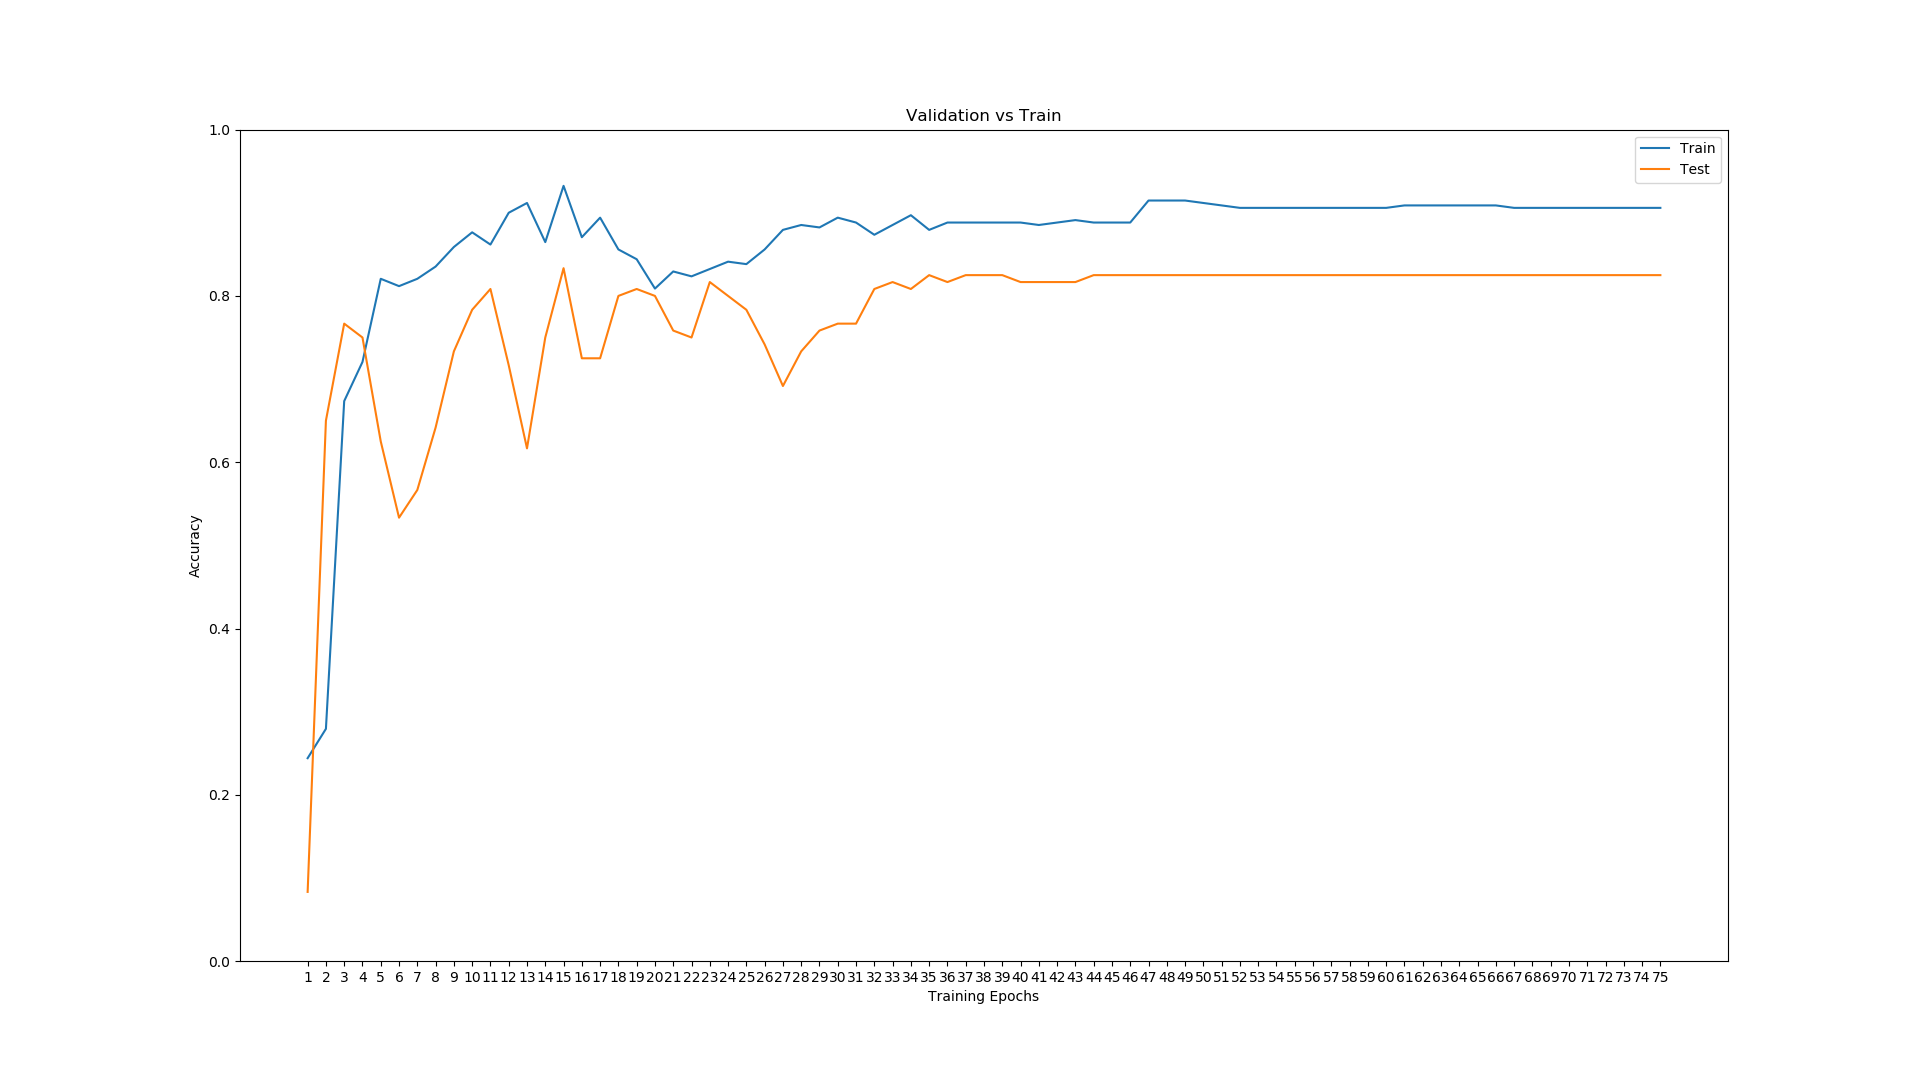 Validation vs Train
1.0
Train
Test
0.8
0.6
Accuracy
0.4
0.2
0.0
1 2 3 4 5 6 7 8 9 10 11 12 13 14 15 16 17 18 19 20 21 22 23 24 25 26 27 28 29 30 31 32 33 34 35 36 37 38 39 40 41 42 43 44 45 46 47 48 49 50 51 52 53 54 55 56 57 58 59 60 61 62 63 64 65 66 67 68 69 70 71 72 73 74 75
Training Epochs